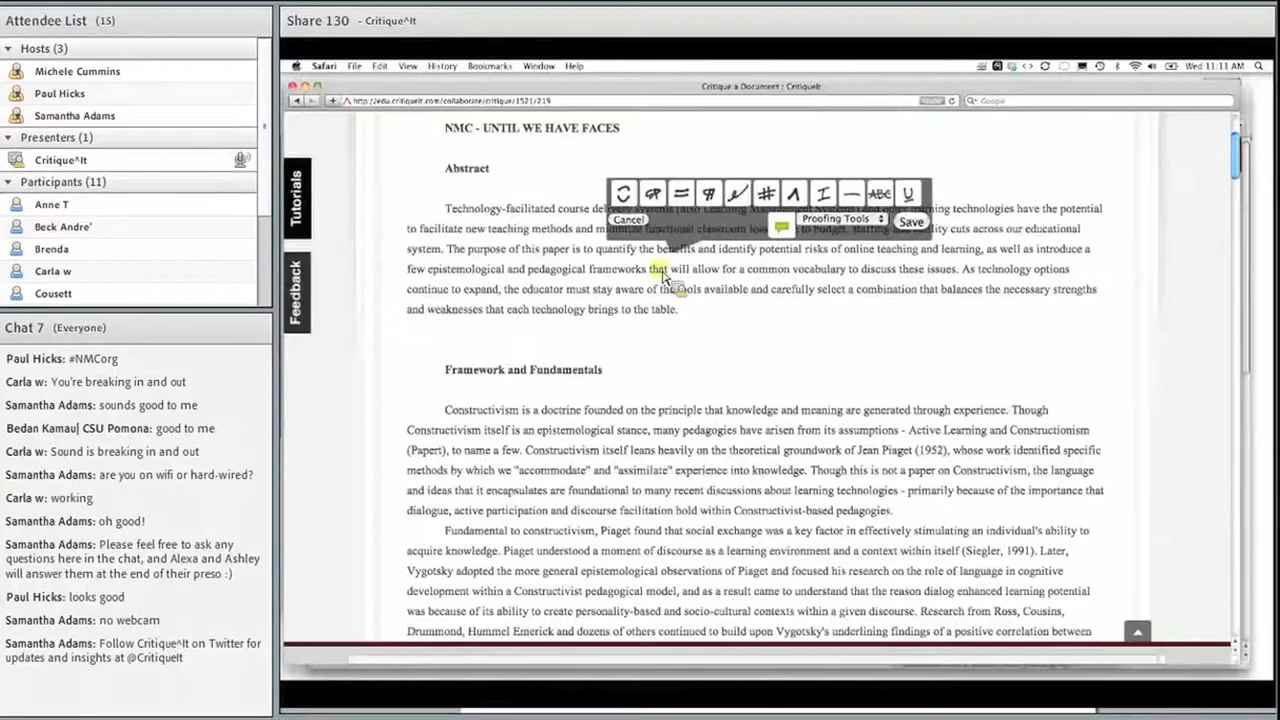 Attendee List (15)
Hosts (3)
Michele Cummins
Paul Hicks
Samantha Adams
Presenters (1)
Critique^It
Participants (11)
Anne T
Beck Andre'
Brenda
Carla w
Cousett
Chat 7 (Everyone)
Paul Hicks: #NMCorg
Carla w: You're breaking in and out
Samantha Adams: sounds good to me
Bedan Kamau| CSU Pomona: good to me
Carla w: Sound is breaking in and out
Samantha Adams: are you on wifi or hard-wired?
Carla w: working
Samantha Adams: oh good!
Samantha Adams: Please feel free to ask any
questions here in the chat, and Alexa and Ashley
will answer them at the end of their preso :)
Paul Hicks: looks good
Samantha Adams: no webcam
Samantha Adams: Follow Critique^It on Twitter for
updates and insights at @CritiqueIt
Share 130 - Critique^It
Safari File Edit View History Bookmarks Window Help
Wed 11:11 AM
Critique a Document : CritiqueIt
http://edu.critiqueit.com/collaborate/critique/1521/219
Reader
Google
Tutorials
Feedback
NMC - UNTIL WE HAVE FACES
Abstract
ABC
Cancel
Proofing Tools
Save
Technology-facilitated course technologies have the potential
to facilitate new teaching methods and cuts across our educational
system. The purpose of this paper is to quantify the benefits and identify potential risks of online teaching and learning, as well as introduce a
few epistemological and pedagogical frameworks that will allow for a common vocabulary to discuss these issues. As technology options
continue to expand, the educator must stay aware of the tools available and carefully select a combination that balances the necessary strengths
and weaknesses that each technology brings to the table.
Framework and Fundamentals
Constructivism is a doctrine founded on the principle that knowledge and meaning are generated through experience. Though
Constructivism itself is an epistemological stance, many pedagogies have arisen from its assumptions - Active Learning and Constructionism
(Papert), to name a few. Constructivism itself leans heavily on the theoretical groundwork of Jean Piaget (1952), whose work identified specific
methods by which we "accommodate" and "assimilate" experience into knowledge. Though this is not a paper on Constructivism, the language
and ideas that it encapsulates are foundational to many recent discussions about learning technologies - primarily because of the importance that
dialogue, active participation and discourse facilitation hold within Constructivist-based pedagogies.
Fundamental to constructivism, Piaget found that social exchange was a key factor in effectively stimulating an individual's ability to
acquire knowledge. Piaget understood a moment of discourse as a learning environment and a context within itself (Siegler, 1991). Later,
Vygotsky adopted the more general epistemological observations of Piaget and focused his research on the role of language in cognitive
development within a Constructivist pedagogical model, and as a result came to understand that the reason dialog enhanced learning potential
was because of its ability to create personality-based and socio-cultural contexts within a given discourse. Research from Ross, Cousins,
Drummond, Hummel Emerick and dozens of others continued to build upon Vygotsky's underlining findings of a positive correlation between